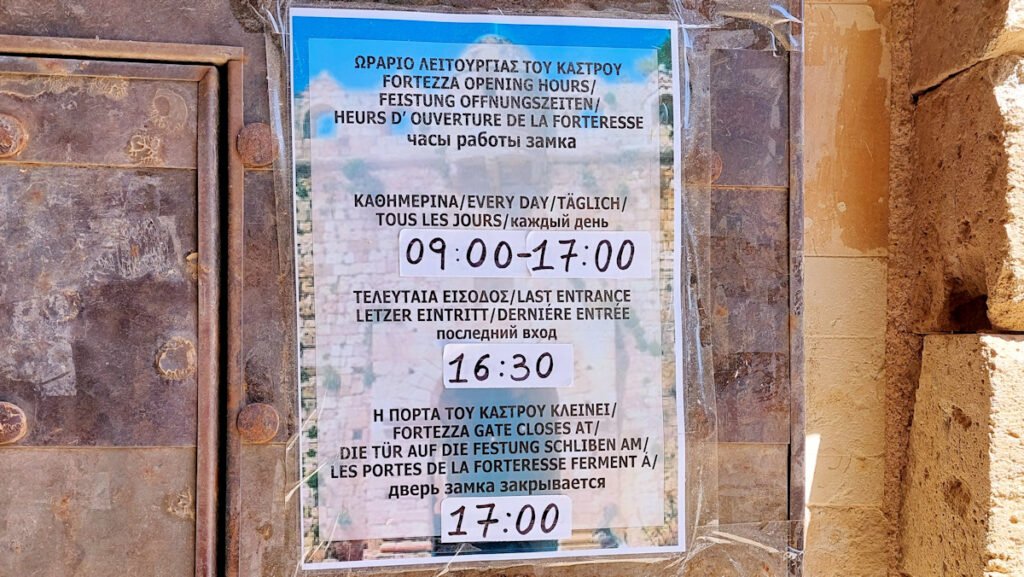 ΩΡΑΡΙΟ ΛΕΙΤΟΥΡΓΙΑΣ ΤΟΥ ΚΑΣΤΡΟΥ
FORTEZZA OPENING HOURS/
FEISTUNG OFFNUNGSZEITEN/
HEURS D’ OUVERTURE DE LA FORTERESSE
часы работы замка
ΚΑΘΗΜΕΡΙΝΑ/EVERY DAY/TÄGLICH/
TOUS LES JOURS/каждый день
09:00-17:00
ΤΕΛΕΥΤΑΙΑ ΕΙΣΟΔΟΣ/LAST ENTRANCE
LETZER EINTRITT/DERNIÉRE ENTRÉE
последний вход
16:30
Η ΠΟΡΤΑ ΤΟΥ ΚΑΣΤΡΟΥ ΚΛΕΙΝΕΙ/
FORTEZZA GATE CLOSES AT/
DIE TÜR AUF DIE FESTUNG SCHLIBEN AM/
LES PORTES DE LA FORTERESSE FERMENT À/
дверь замка закрывается
17:00